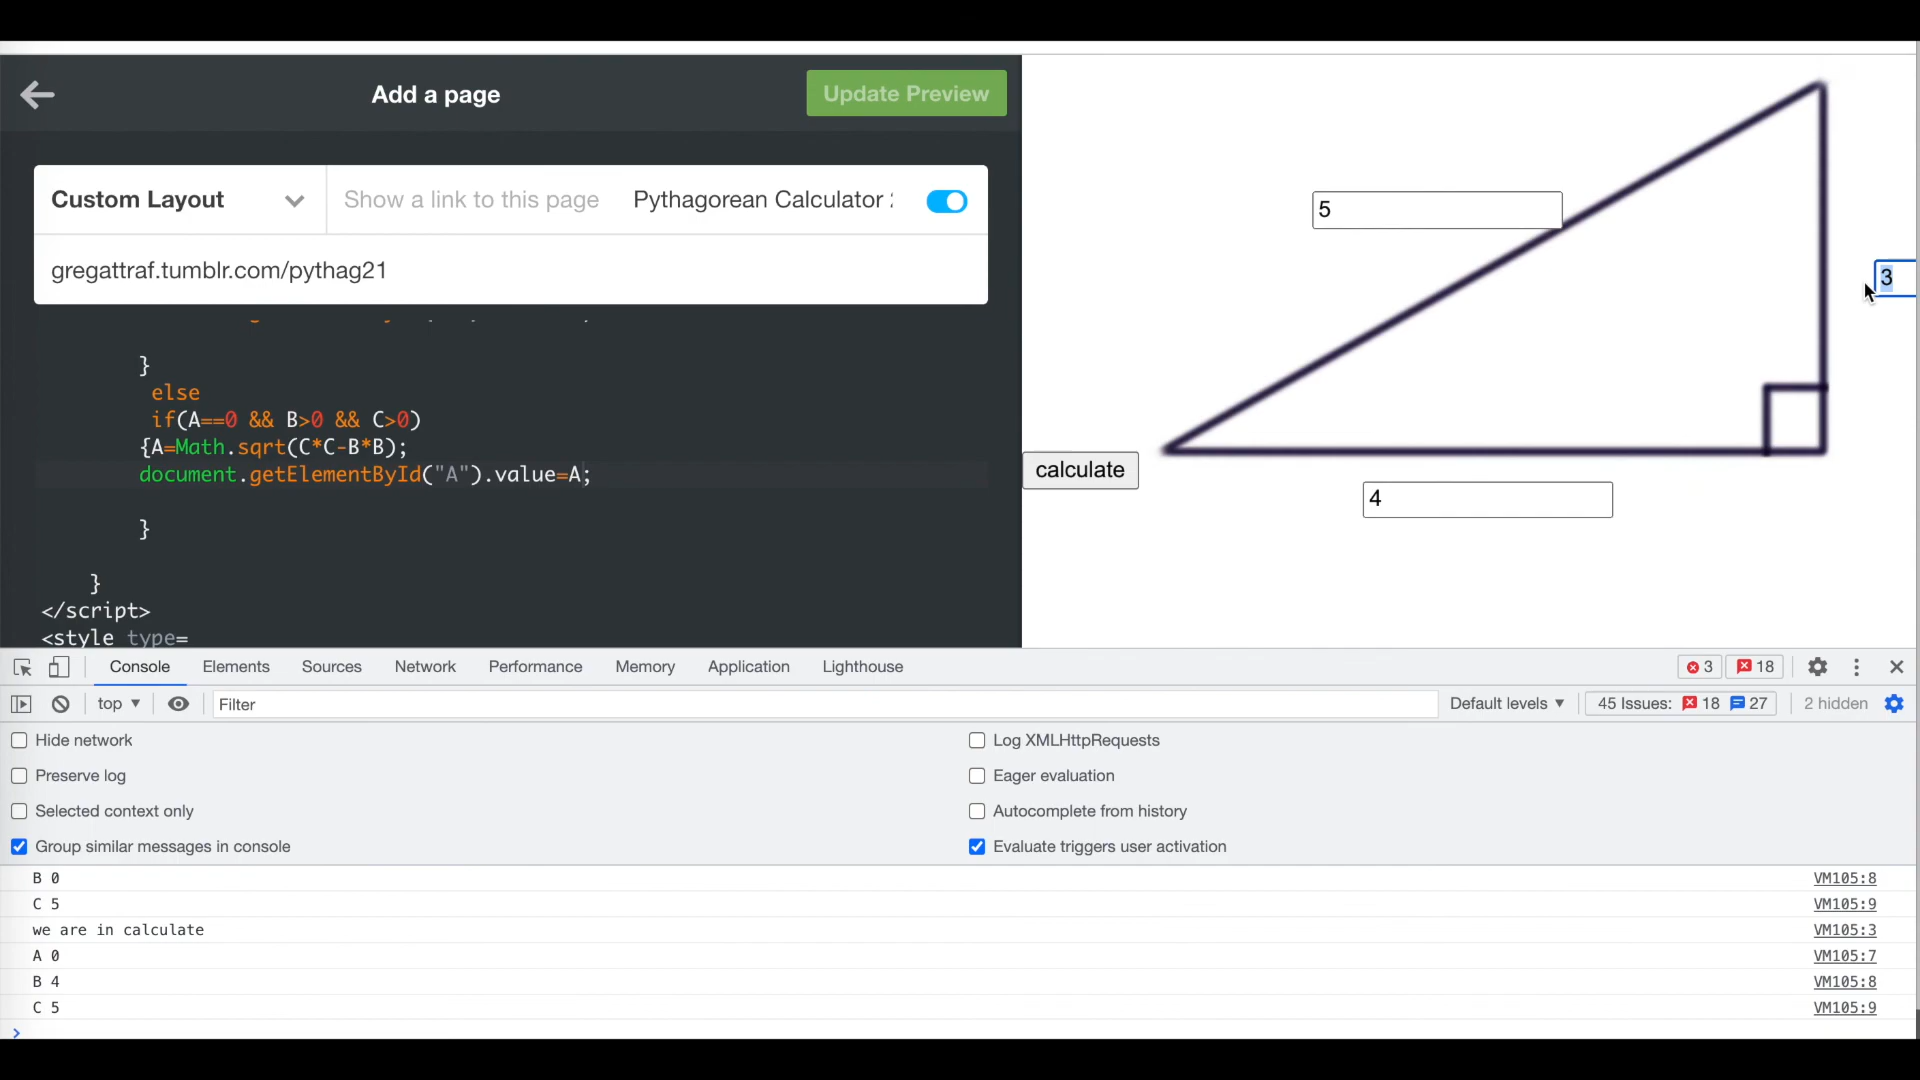 Add a page
Update Preview
Custom Layout
Show a link to this page
Pythagorean Calculator
gregattraf.tumblr.com/pythag21
}
else
if(A==0 && B>0 && C>0)
{A=Math.sqrt(C*C-B*B);
document.getElementById("A").value=A;
}
}
</script>
<style type=
5
3
calculate
4
Console Elements Sources Network Performance Memory Application Lighthouse 3 18
top Filter Default levels 45 Issues: 18 27 2 hidden
Hide network
Log XMLHttpRequests
Preserve log
Eager evaluation
Selected context only
Autocomplete from history
Group similar messages in console
Evaluate triggers user activation
B 0 VM105:8
C 5 VM105:9
we are in calculate VM105:3
A 0 VM105:7
B 4 VM105:8
C 5 VM105:9
>